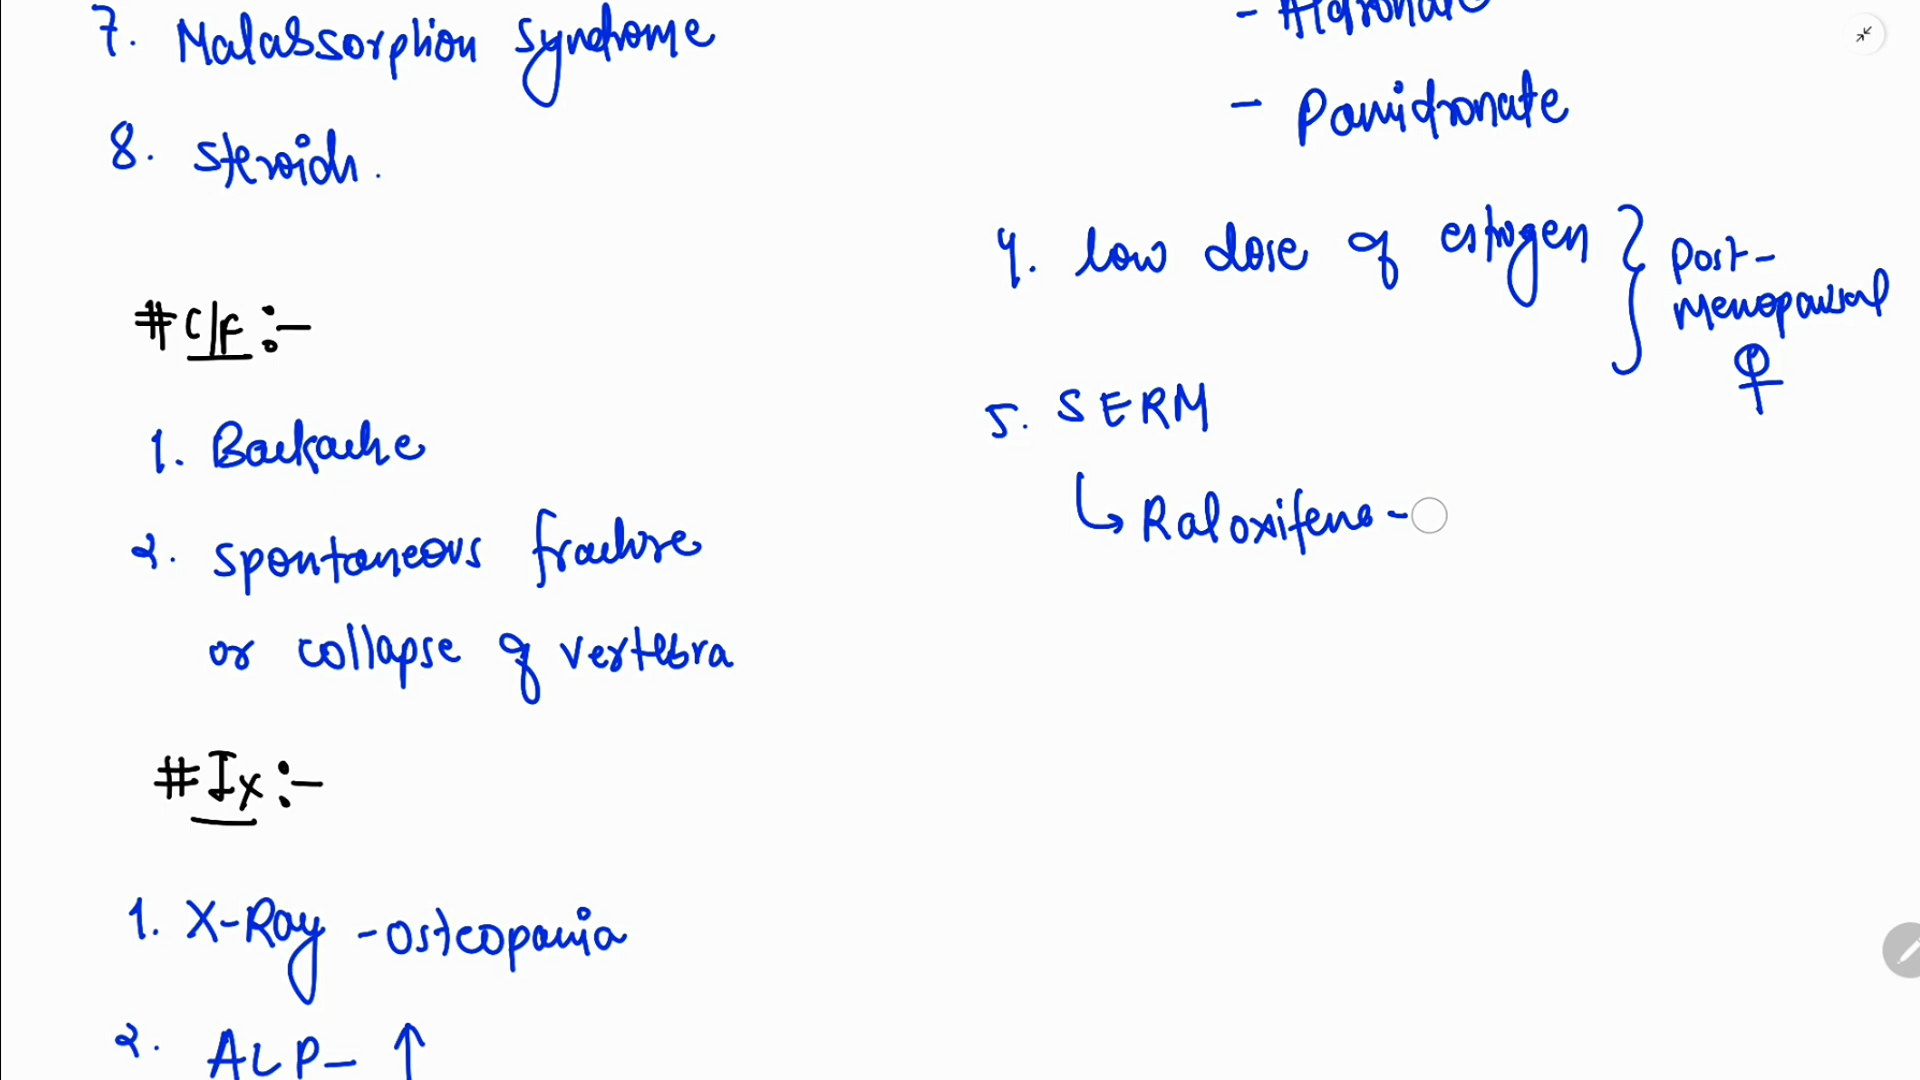 7. Malabsorption syndrome
8. steroids.
#C/F:-
1. Backache
2. spontaneous fracture
or collapse of vertebra
#Ix:-
1. X-Ray - Osteopania
2. ALP- ↑
-
- Pamidronate
4. low dose of estrogen } post-
Menopausal
♀
5. SERM
↳ Raloxifene -